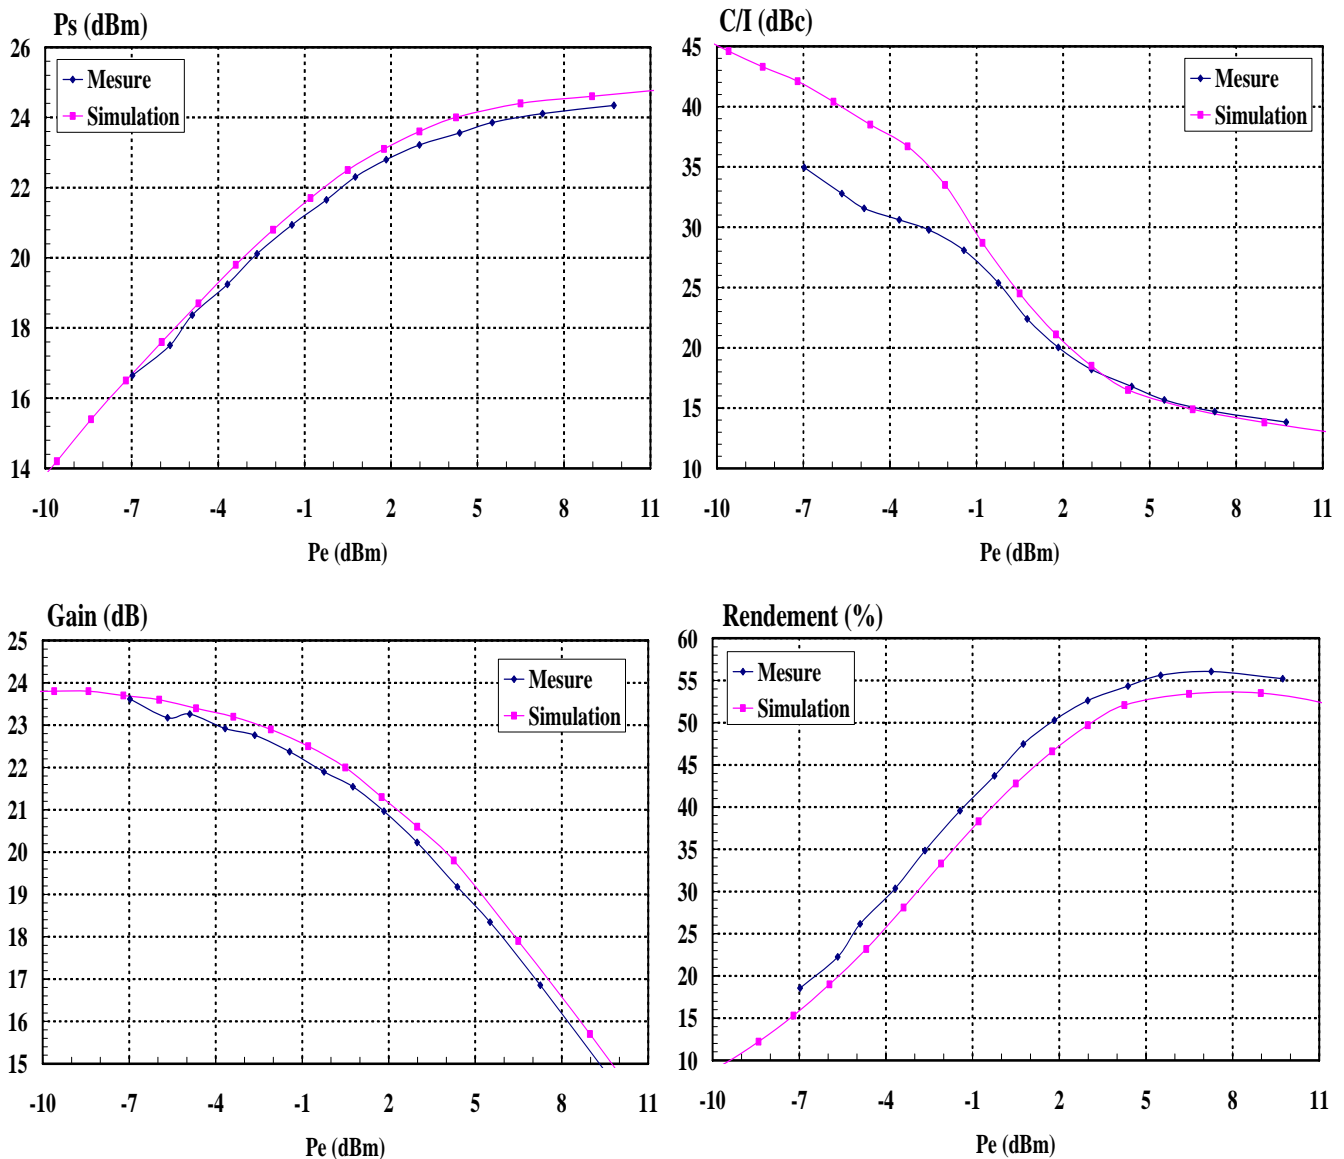 Ps (dBm)
26
24
22
20
18
16
14
Mesure
Simulation
-10 -7 -4 -1 2 5 8 11
Pe (dBm)
C/I (dBc)
45
40
35
30
25
20
15
10
Mesure
Simulation
-10 -7 -4 -1 2 5 8 11
Pe (dBm)
Gain (dB)
25
24
23
22
21
20
19
18
17
16
15
Mesure
Simulation
-10 -7 -4 -1 2 5 8 11
Pe (dBm)
Rendement (%)
60
55
50
45
40
35
30
25
20
15
10
Mesure
Simulation
-10 -7 -4 -1 2 5 8 11
Pe (dBm)